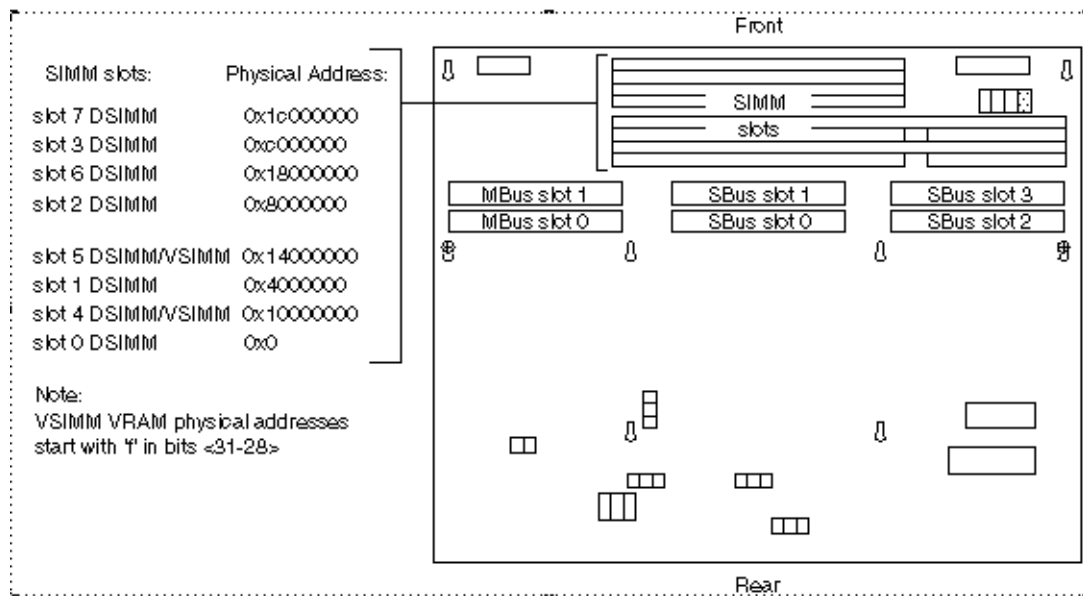 Front
SIMM slots: Physical Address:
slot 7 DSIMM 0x1c000000
slot 3 DSIMM 0xc000000
slot 6 DSIMM 0x18000000
slot 2 DSIMM 0x8000000
slot 5 DSIMM/VSIMM 0x14000000
slot 1 DSIMM 0x4000000
slot 4 DSIMM/VSIMM 0x10000000
slot 0 DSIMM 0x0
Note:
VSIMM VRAM physical addresses
start with 'f' in bits <31-28>
SIMM
slots
MBus slot 1 SBus slot 1 SBus slot 3
MBus slot 0 SBus slot 0 SBus slot 2
Rear